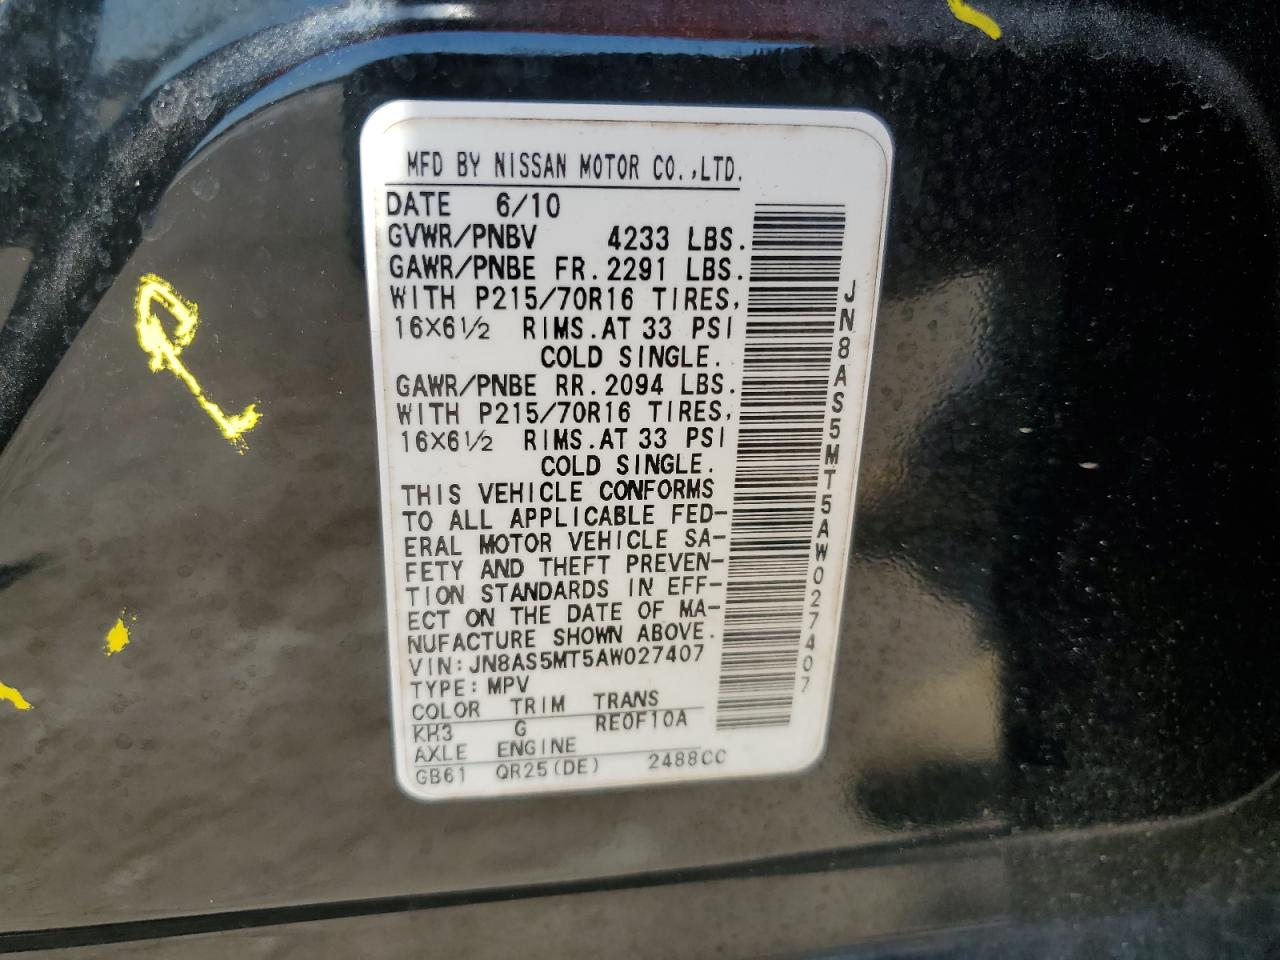 MFD BY NISSAN MOTOR CO.,LTD.
DATE 6/10
GVWR/PNBV 4233 LBS.
GAWR/PNBE FR.2291 LBS.
WITH P215/70R16 TIRES,
16X6½ RIMS.AT 33 PSI
COLD SINGLE.
GAWR/PNBE RR.2094 LBS.
WITH P215/70R16 TIRES,
16X6½ RIMS.AT 33 PSI
COLD SINGLE.
THIS VEHICLE CONFORMS
TO ALL APPLICABLE FED-
ERAL MOTOR VEHICLE SA-
FETY AND THEFT PREVEN-
TION STANDARDS IN EFF-
ECT ON THE DATE OF MA-
NUFACTURE SHOWN ABOVE.
VIN:JN8AS5MT5AW027407
TYPE:MPV
COLOR TRIM TRANS
KH3 G RE0F10A
AXLE ENGINE
GB61 QR25(DE) 2488CC
JN8AS5MT5AW027407